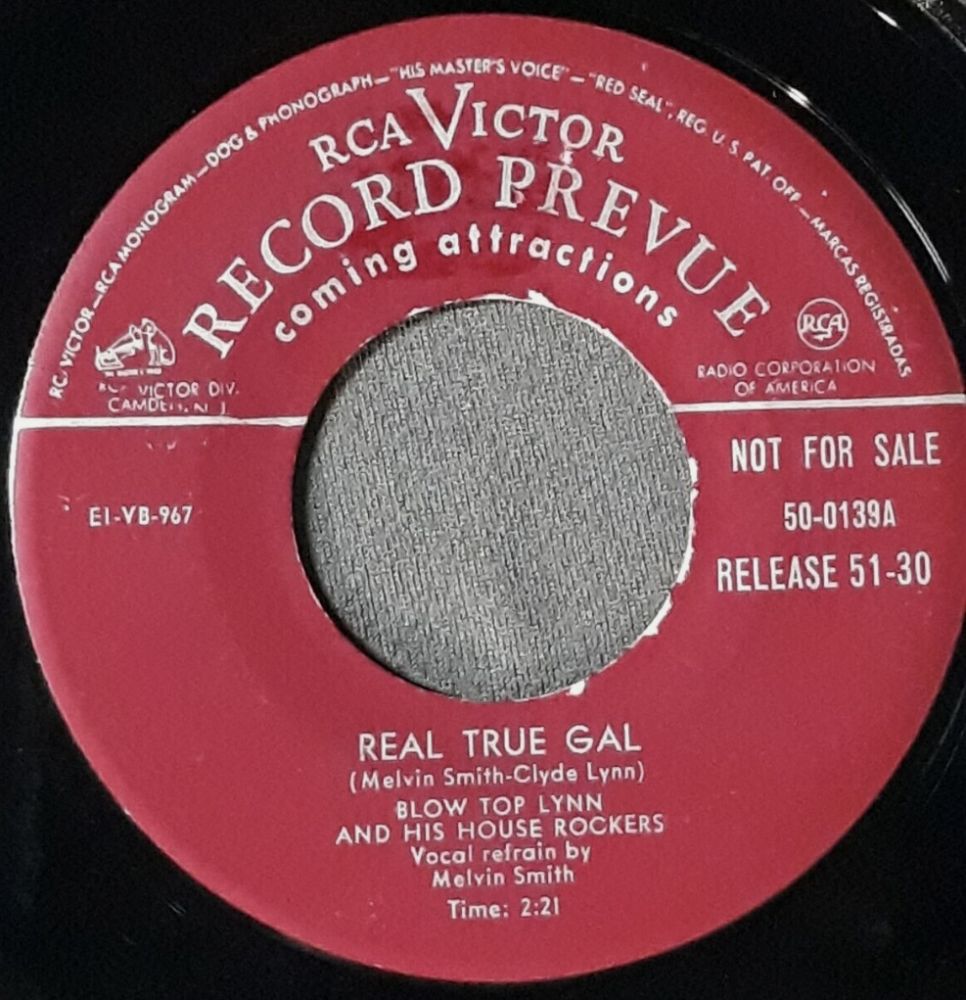 RCA VICTOR—RCA MONOGRAM—DOG & PHONOGRAPH—"HIS MASTER'S VOICE"—"RED SEAL", REG. U. S. PAT. OFF.—MARCAS REGISTRADAS
RCA VICTOR
RECORD PREVUE
coming attractions
RCA
VICTOR DIV.
CAMDEN, N. J.
RADIO CORPORATION
OF AMERICA
NOT FOR SALE
E1-VB-967
50-0139A
RELEASE 51-30
REAL TRUE GAL
(Melvin Smith-Clyde Lynn)
BLOW TOP LYNN
AND HIS HOUSE ROCKERS
Vocal refrain by
Melvin Smith
Time: 2:21